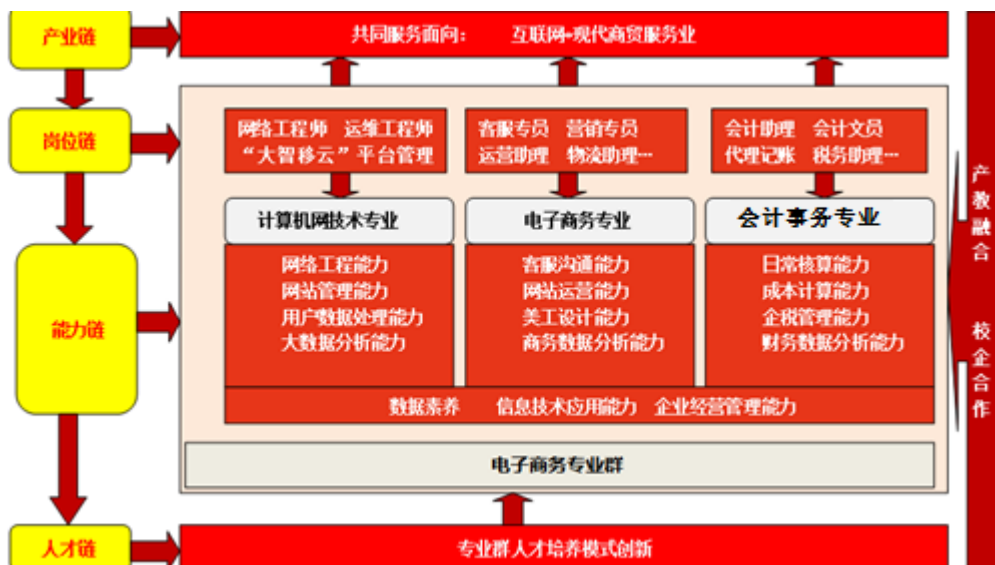 产业链
共同服务面向： 互联网+现代商贸服务业
岗位链
网络工程师 运维工程师
“大智移云”平台管理
客服专员 营销专员
运营助理 物流助理…
会计助理 会计文员
代理记账 税务助理…
计算机网技术专业
电子商务专业
会计事务专业
能力链
网络工程能力
网站管理能力
用户数据处理能力
大数据分析能力
客服沟通能力
网站运营能力
美工设计能力
商务数据分析能力
日常核算能力
成本计算能力
企税管理能力
财务数据分析能力
数据素养 信息技术应用能力 企业经营管理能力
电子商务专业群
人才链
专业群人才培养模式创新
产教融合 校企合作